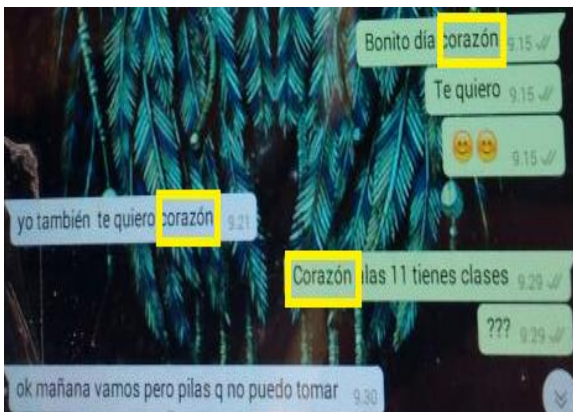 Bonito día corazón 9.15
Te quiero 9.15
9.15
yo también te quiero corazón 9.21
Corazón alas 11 tienes clases 9.29
??? 9.29
ok mañana vamos pero pilas q no puedo tomar 9.30